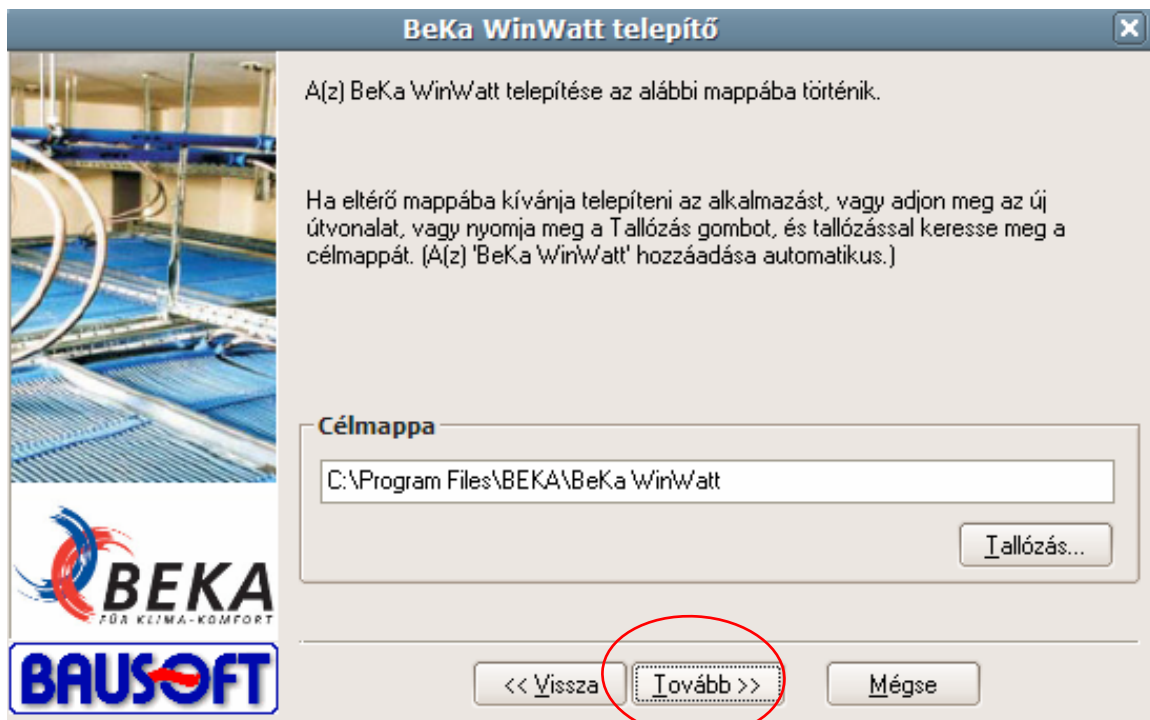 BeKa WinWatt telepítő
A(z) BeKa WinWatt telepítése az alábbi mappába történik.
Ha eltérő mappába kívánja telepíteni az alkalmazást, vagy adjon meg az új
útvonalat, vagy nyomja meg a Tallózás gombot, és tallózással keresse meg a
célmappát. (A(z) 'BeKa WinWatt' hozzáadása automatikus.)
Célmappa
C:\Program Files\BEKA\BeKa WinWatt
Tallózás...
BEKA
FÜR KLIMA-KOMFORT
BAUSOFT
<< Vissza
Tovább >>
Mégse